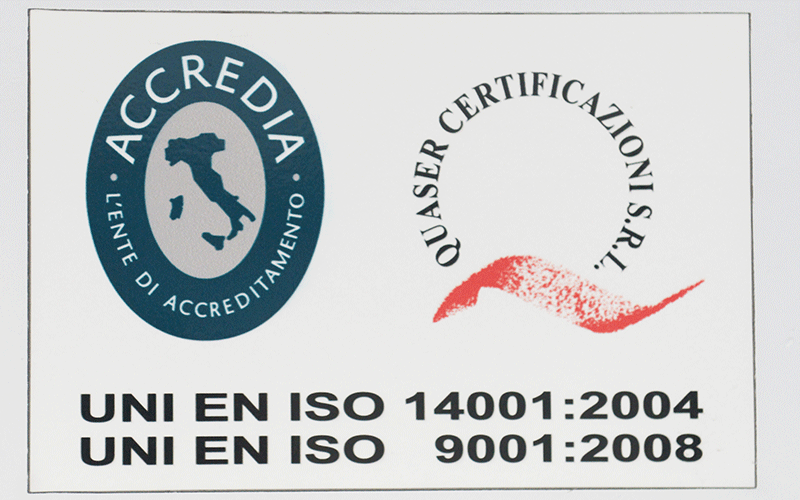 ACCREDIA
L'ENTE DI ACCREDITAMENTO
QUASER CERTIFICAZIONI S.R.L.
UNI EN ISO 14001:2004
UNI EN ISO 9001:2008